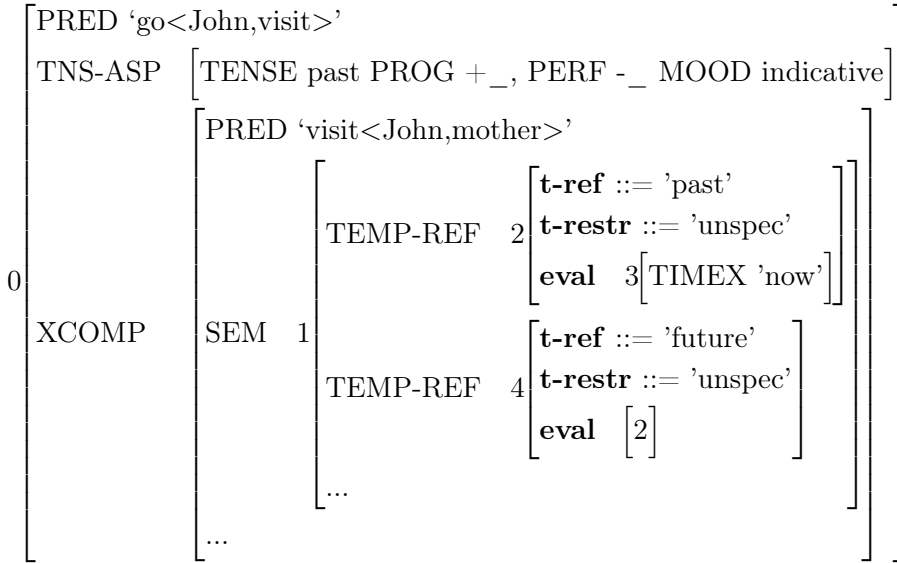 PRED ‘go<John,visit>’
TNS-ASP [TENSE past PROG +_, PERF -_ MOOD indicative]
PRED ‘visit<John,mother>’
t-ref ::= ’past’
TEMP-REF 2 t-restr ::= ’unspec’
eval 3[TIMEX ’now’]
0
XCOMP SEM 1
t-ref ::= ’future’
TEMP-REF 4 t-restr ::= ’unspec’
eval [2]
...
...